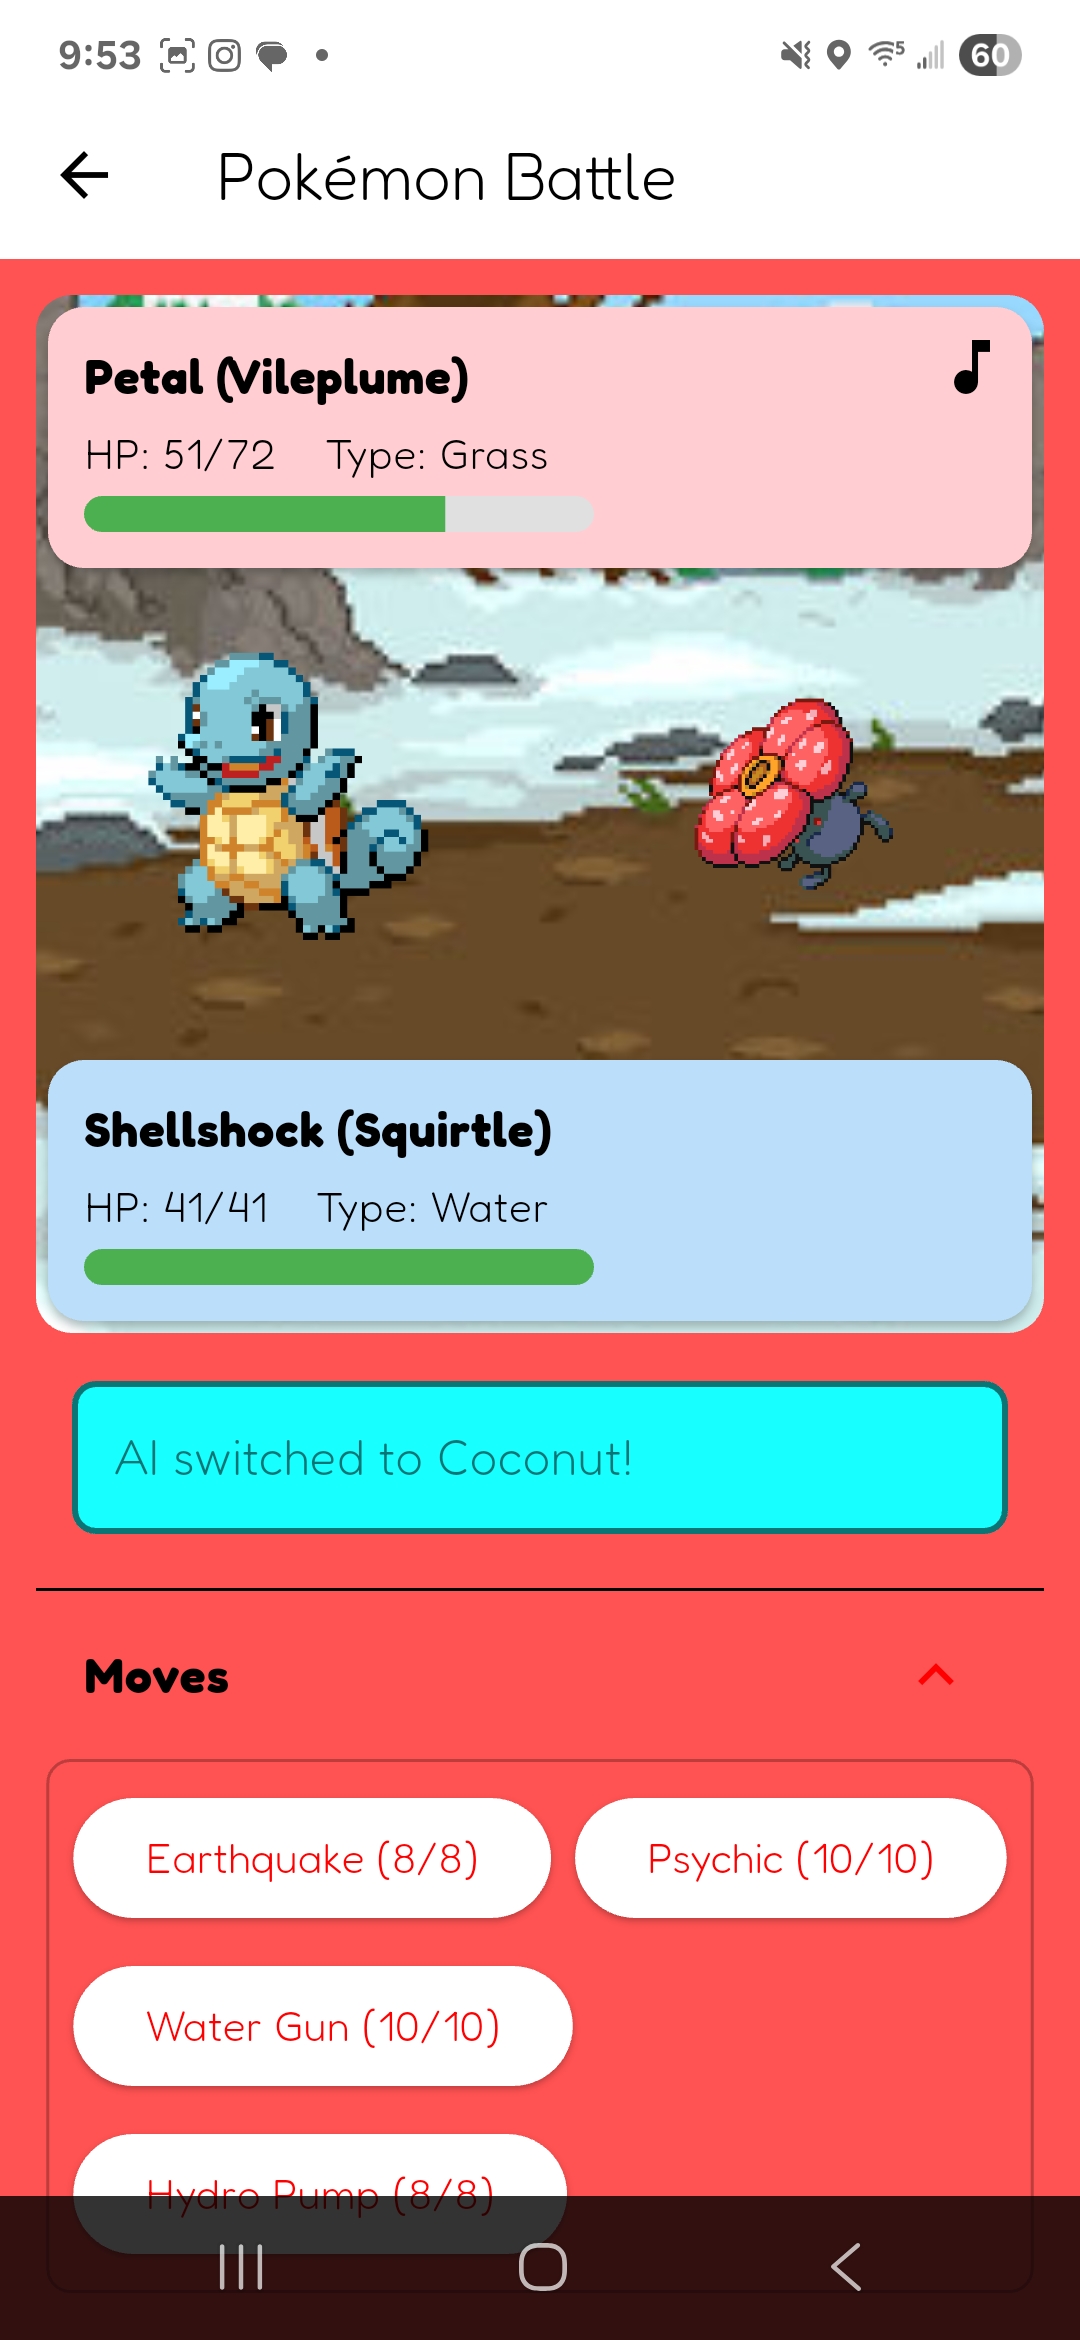 9:53
5
60
Pokémon Battle
Petal (Vileplume)
HP: 51/72 Type: Grass
Shellshock (Squirtle)
HP: 41/41 Type: Water
AI switched to Coconut!
Moves
Earthquake (8/8) Psychic (10/10)
Water Gun (10/10)
Hydro Pump (8/8)